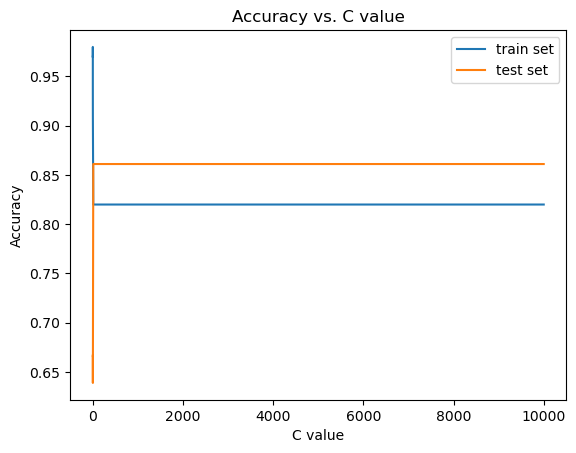 Accuracy vs. C value
train set
test set
Accuracy
0.95
0.90
0.85
0.80
0.75
0.70
0.65
0 2000 4000 6000 8000 10000
C value